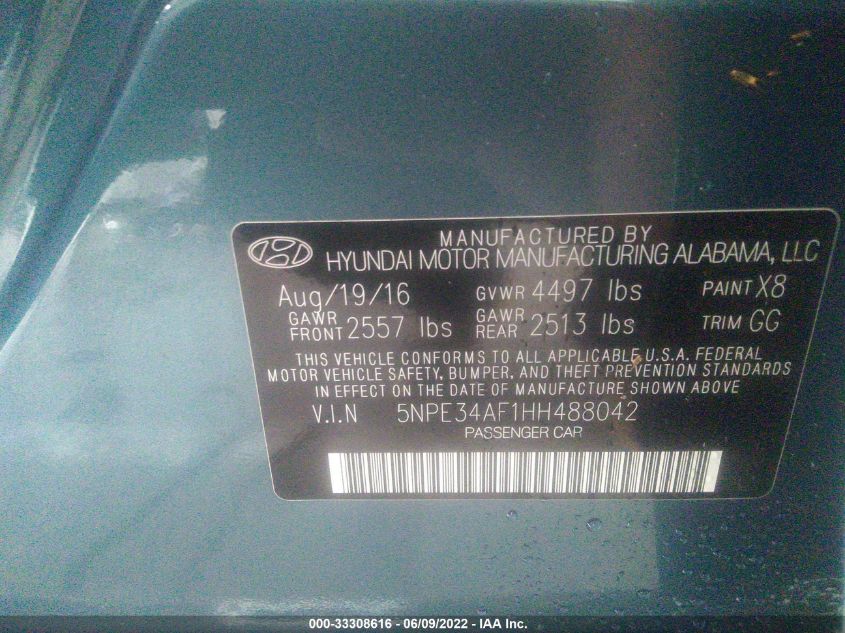 MANUFACTURED BY
HYUNDAI MOTOR MANUFACTURING ALABAMA, LLC
Aug/19/16 GVWR 4497 lbs PAINT X8
GAWR FRONT 2557 lbs GAWR REAR 2513 lbs TRIM GG
THIS VEHICLE CONFORMS TO ALL APPLICABLE U.S.A. FEDERAL
MOTOR VEHICLE SAFETY, BUMPER, AND THEFT PREVENTION STANDARDS
IN EFFECT ON THE DATE OF MANUFACTURE SHOWN ABOVE
V.I.N 5NPE34AF1HH488042
PASSENGER CAR
000-33308616 - 06/09/2022 - IAA Inc.